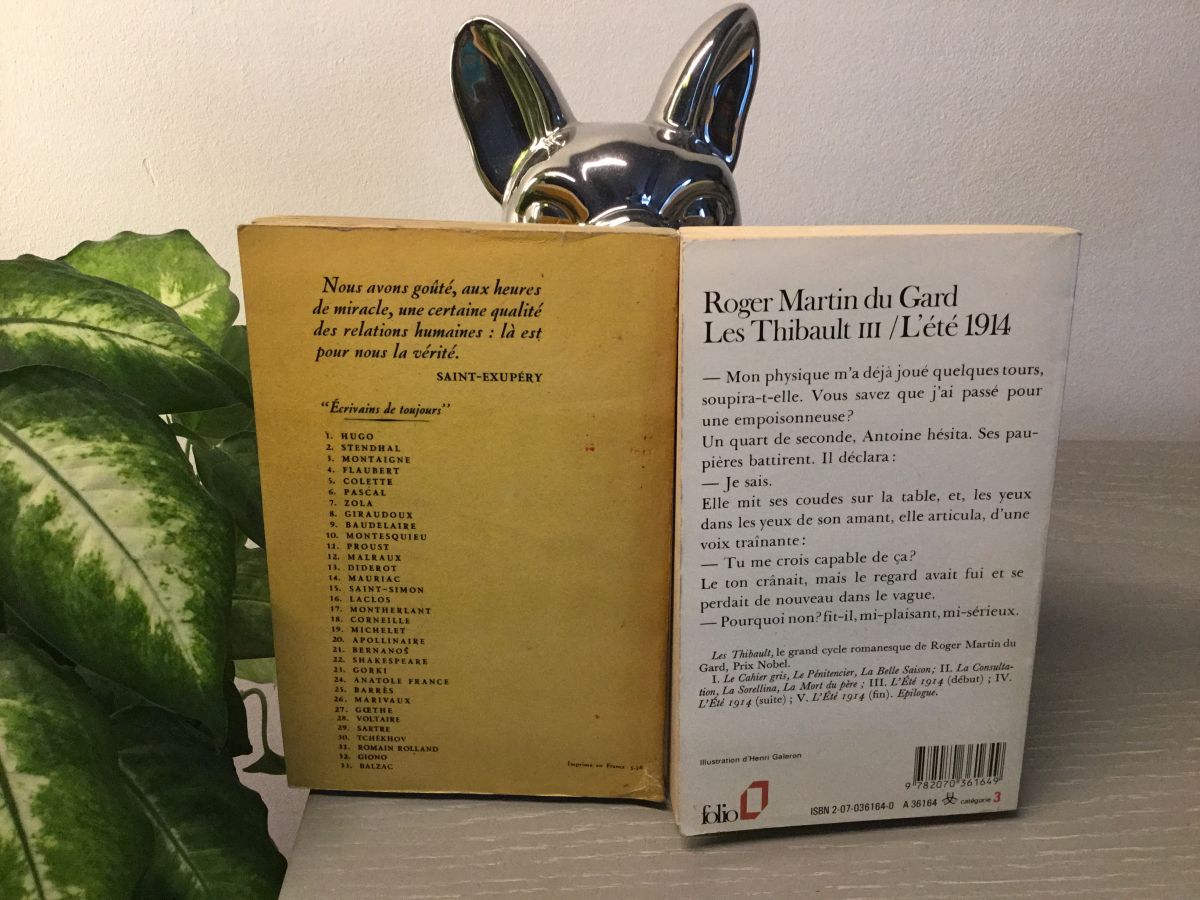 Nous avons goûté, aux heures
de miracle, une certaine qualité
des relations humaines : là est
pour nous la vérité.
SAINT-EXUPÉRY
"Écrivains de toujours"
1. HUGO
2. STENDHAL
3. MONTAIGNE
4. FLAUBERT
5. COLETTE
6. PASCAL
7. ZOLA
8. GIRAUDOUX
9. BAUDELAIRE
10. MONTESQUIEU
11. PROUST
12. MALRAUX
13. DIDEROT
14. MAURIAC
15. SAINT-SIMON
16. LACLOS
17. MONTHERLANT
18. CORNEILLE
19. MICHELET
20. APOLLINAIRE
21. BERNANOS
22. SHAKESPEARE
23. GORKI
24. ANATOLE FRANCE
25. BARRÈS
26. MARIVAUX
27. GŒTHE
28. VOLTAIRE
29. SARTRE
30. TCHÉKHOV
31. ROMAIN ROLLAND
32. GIONO
33. BALZAC
Imprimé en France
Roger Martin du Gard
Les Thibault III / L'été 1914
— Mon physique m'a déjà joué quelques tours,
soupira-t-elle. Vous savez que j'ai passé pour
une empoisonneuse?
Un quart de seconde, Antoine hésita. Ses pau-
pières battirent. Il déclara :
— Je sais.
Elle mit ses coudes sur la table, et, les yeux
dans les yeux de son amant, elle articula, d'une
voix traînante :
— Tu me crois capable de ça?
Le ton crânait, mais le regard avait fui et se
perdait de nouveau dans le vague.
— Pourquoi non? fit-il, mi-plaisant, mi-sérieux.
Les Thibault, le grand cycle romanesque de Roger Martin du
Gard, Prix Nobel.
I. Le Cahier gris, Le Pénitencier, La Belle Saison ; II. La Consulta-
tion, La Sorellina, La Mort du père ; III. L'Été 1914 (début) ; IV.
L'Été 1914 (suite) ; V. L'Été 1914 (fin). Epilogue.
Illustration d'Henri Galeron
9 782070 361649
folio
ISBN 2-07-036164-0 A 36164 catégorie 3